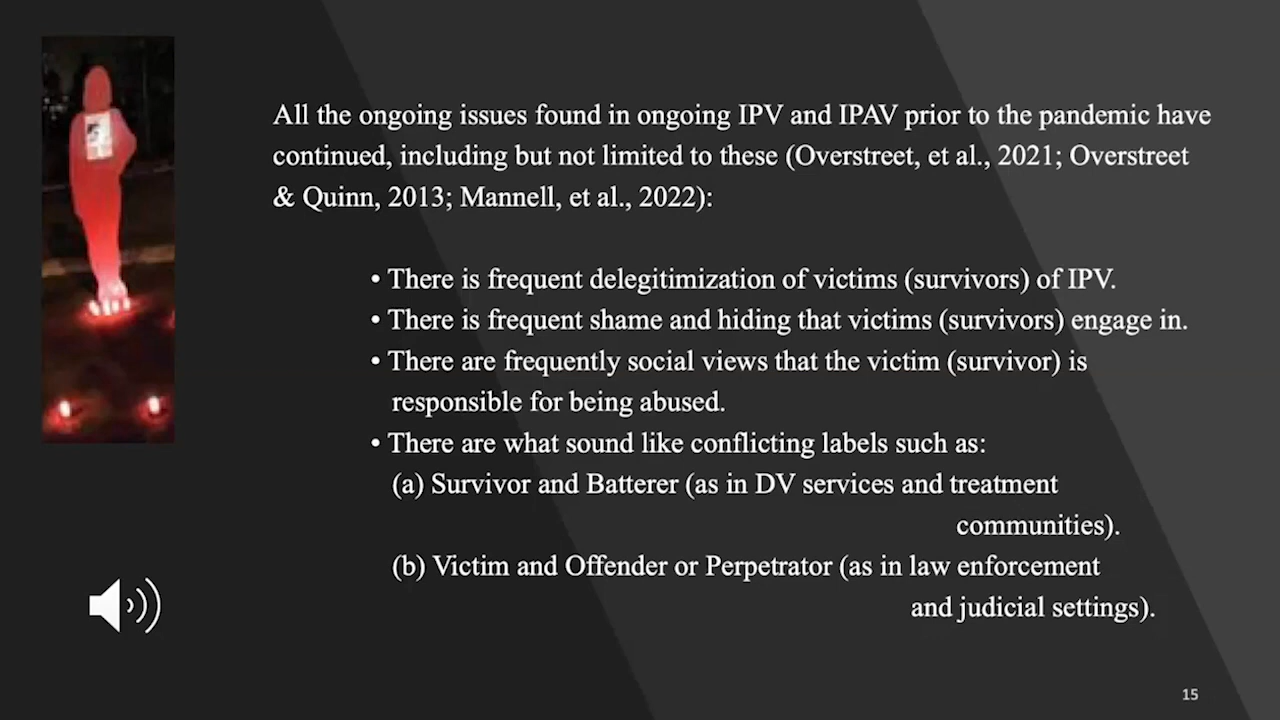 All the ongoing issues found in ongoing IPV and IPAV prior to the pandemic have
continued, including but not limited to these (Overstreet, et al., 2021; Overstreet
& Quinn, 2013; Mannell, et al., 2022):
• There is frequent delegitimization of victims (survivors) of IPV.
• There is frequent shame and hiding that victims (survivors) engage in.
• There are frequently social views that the victim (survivor) is
responsible for being abused.
• There are what sound like conflicting labels such as:
(a) Survivor and Batterer (as in DV services and treatment
communities).
(b) Victim and Offender or Perpetrator (as in law enforcement
and judicial settings).
15